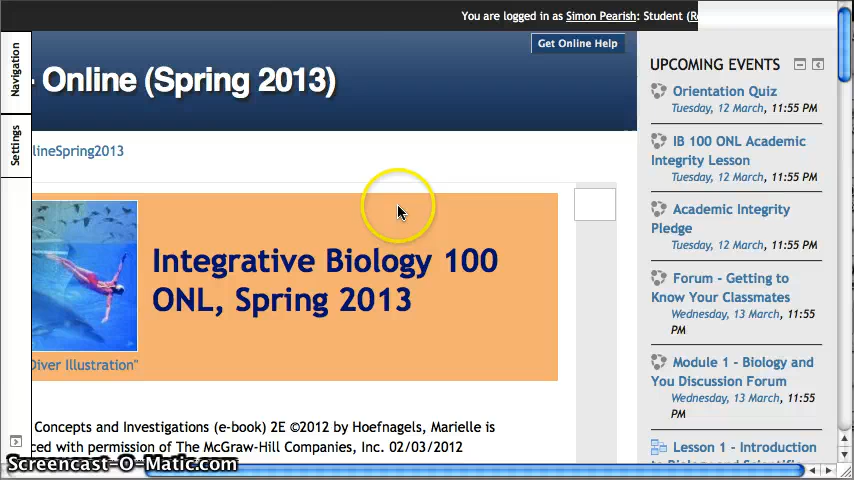 You are logged in as Simon Pearish: Student (
Get Online Help
Navigation
Settings
- Online (Spring 2013)
lineSpring2013
Integrative Biology 100
ONL, Spring 2013
Diver Illustration"
Concepts and Investigations (e-book) 2E ©2012 by Hoefnagels, Marielle is
ced with permission of The McGraw-Hill Companies, Inc. 02/03/2012
UPCOMING EVENTS
Orientation Quiz
Tuesday, 12 March, 11:55 PM
IB 100 ONL Academic
Integrity Lesson
Tuesday, 12 March, 11:55 PM
Academic Integrity
Pledge
Tuesday, 12 March, 11:55 PM
Forum - Getting to
Know Your Classmates
Wednesday, 13 March, 11:55
PM
Module 1 - Biology and
You Discussion Forum
Wednesday, 13 March, 11:55
PM
Lesson 1 - Introduction
Screencast-O-Matic.com